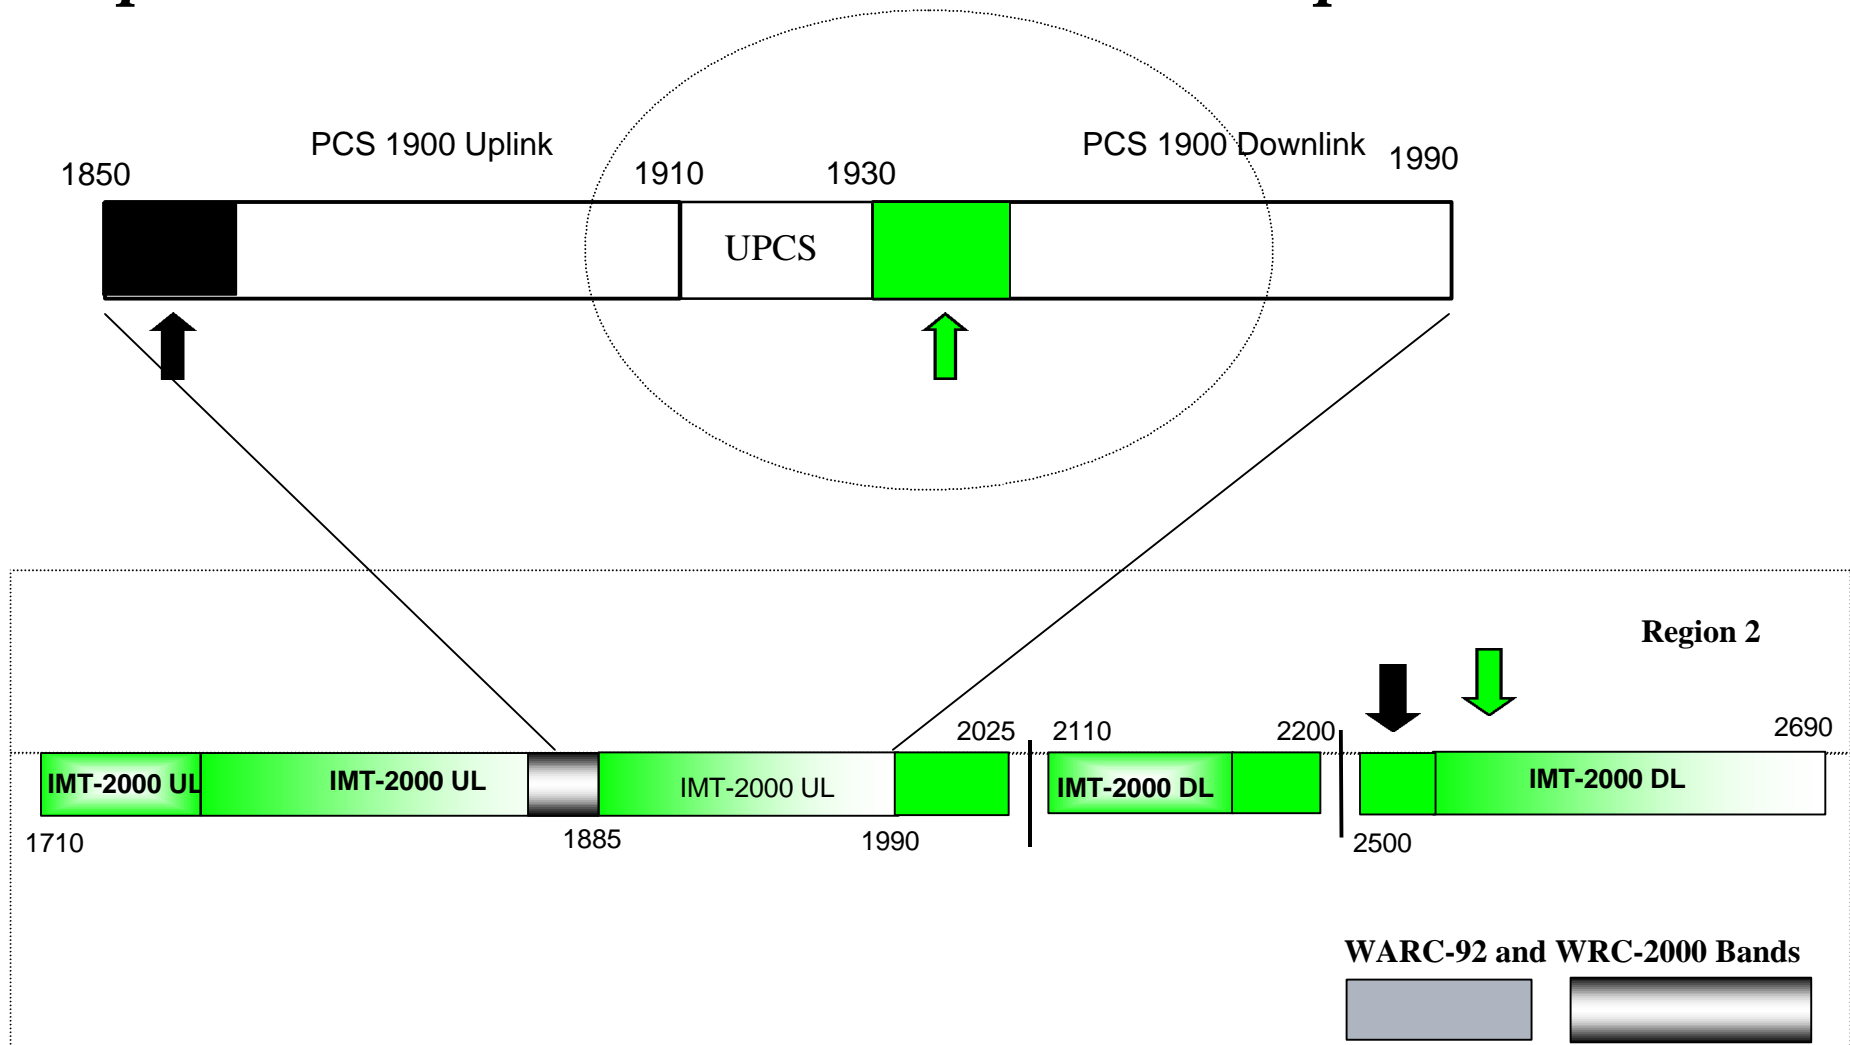 PCS 1900 Uplink
PCS 1900 Downlink
1850
1910
1930
1990
UPCS
Region 2
2025
2110
2200
2690
IMT-2000 UL
IMT-2000 UL
IMT-2000 UL
IMT-2000 DL
IMT-2000 DL
1710
1885
1990
2500
WARC-92 and WRC-2000 Bands